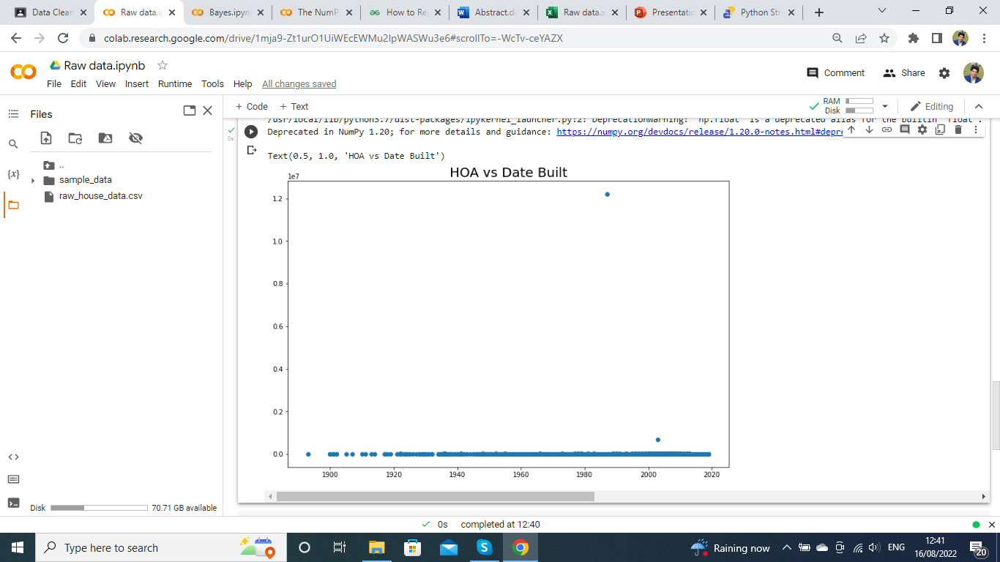 Data Clean
Raw data.i
Bayes.ipyn
The NumP
How to Re
Abstract.do
Raw data.x
Presentatic
Python Str
colab.research.google.com/drive/1mja9-Zt1urO1UiWEcEWMu2IpWASWu3e6#scrollTo=-WcTv-ceYAZX
CO Raw data.ipynb
File Edit View Insert Runtime Tools Help All changes saved
Comment Share
Files
+ Code + Text
RAM
Disk
Editing
..
sample_data
raw_house_data.csv
{x}
<>
0s
/usr/local/lib/python3.7/dist-packages/ipykernel_launcher.py:2: DeprecationWarning: `np.float` is a deprecated alias for the builtin `float`.
Deprecated in NumPy 1.20; for more details and guidance: https://numpy.org/devdocs/release/1.20.0-notes.html#depre
Text(0.5, 1.0, 'HOA vs Date Built')
HOA vs Date Built
1e7
1.2
1.0
0.8
0.6
0.4
0.2
0.0
1900 1920 1940 1960 1980 2000 2020
Disk 70.71 GB available
0s completed at 12:40
Type here to search
Raining now
ENG
12:41
16/08/2022
20